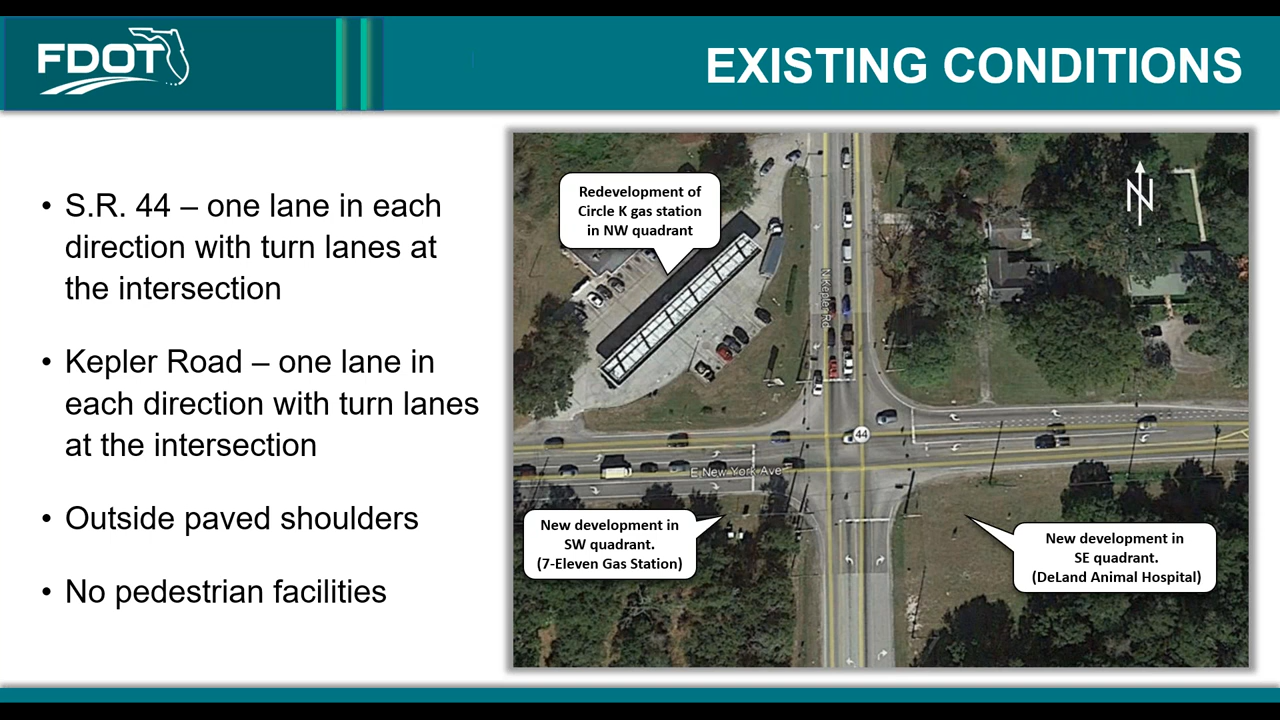 FDOT
EXISTING CONDITIONS
• S.R. 44 – one lane in each
direction with turn lanes at
the intersection
• Kepler Road – one lane in
each direction with turn lanes
at the intersection
• Outside paved shoulders
• No pedestrian facilities
Redevelopment of
Circle K gas station
in NW quadrant
N
N Kepler Rd
44
E New York Ave
New development in
SW quadrant.
(7-Eleven Gas Station)
New development in
SE quadrant.
(DeLand Animal Hospital)